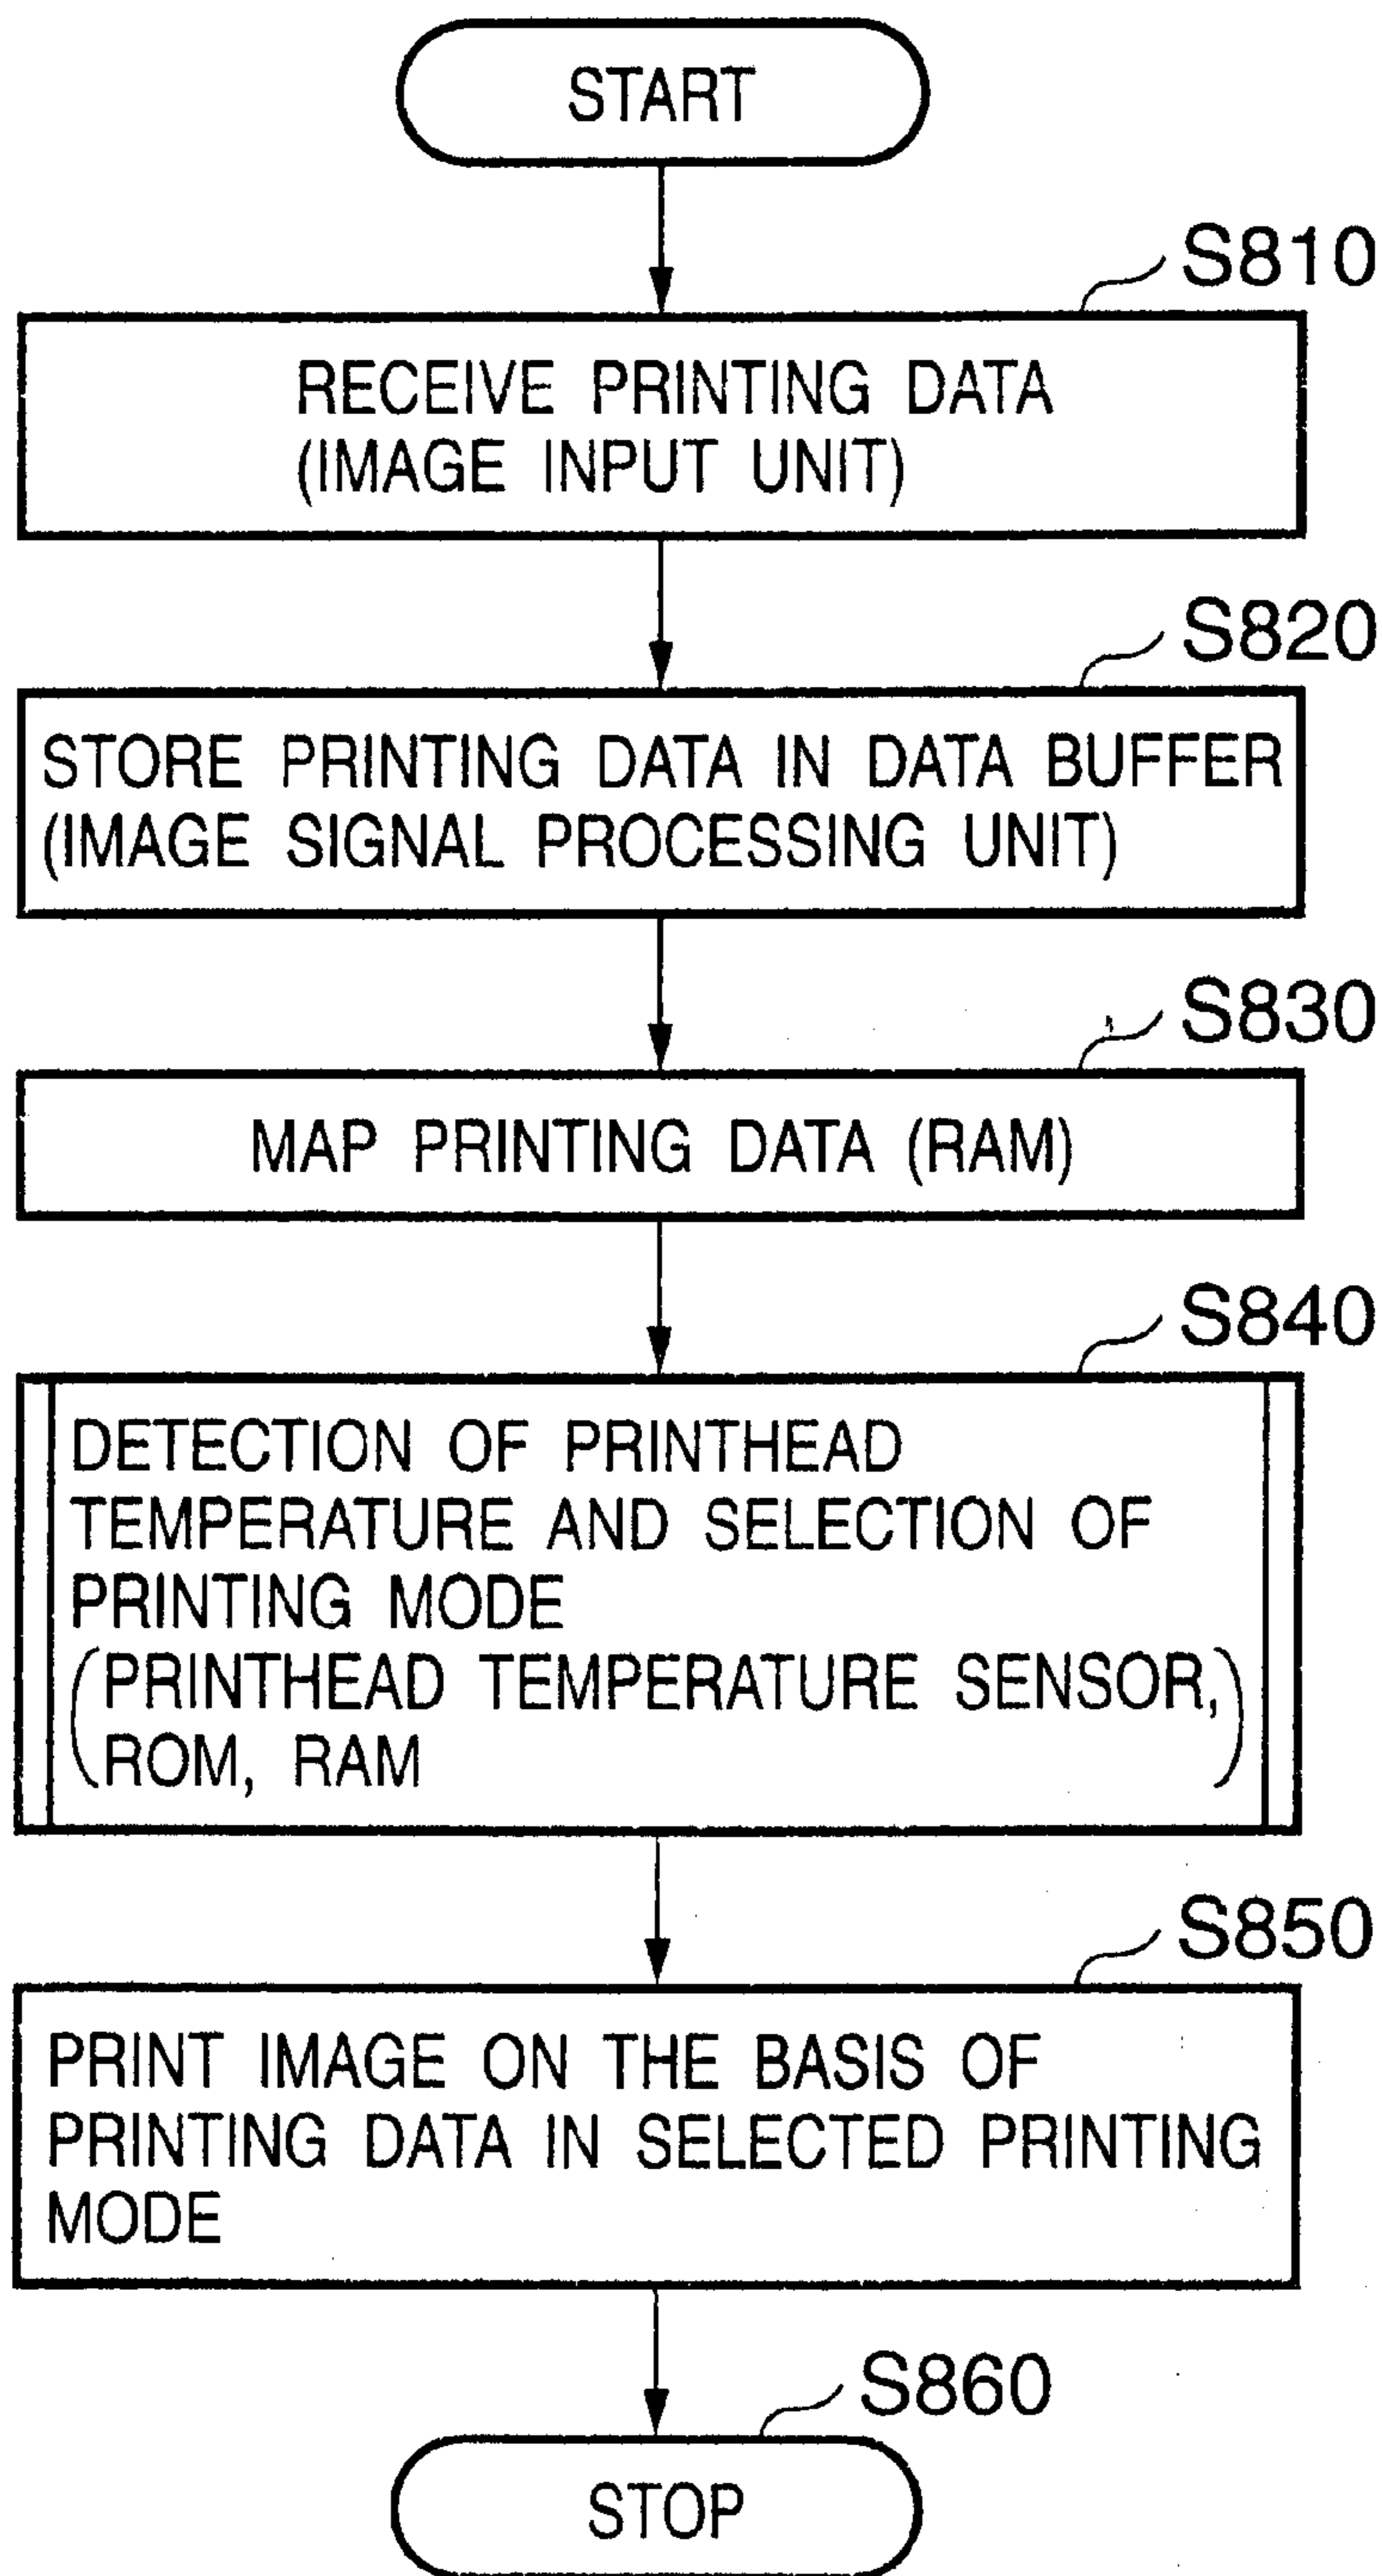 START
S810
RECEIVE PRINTING DATA
(IMAGE INPUT UNIT)
S820
STORE PRINTING DATA IN DATA BUFFER
(IMAGE SIGNAL PROCESSING UNIT)
S830
MAP PRINTING DATA (RAM)
S840
DETECTION OF PRINTHEAD
TEMPERATURE AND SELECTION OF
PRINTING MODE
(PRINTHEAD TEMPERATURE SENSOR,
ROM, RAM)
S850
PRINT IMAGE ON THE BASIS OF
PRINTING DATA IN SELECTED PRINTING
MODE
S860
STOP